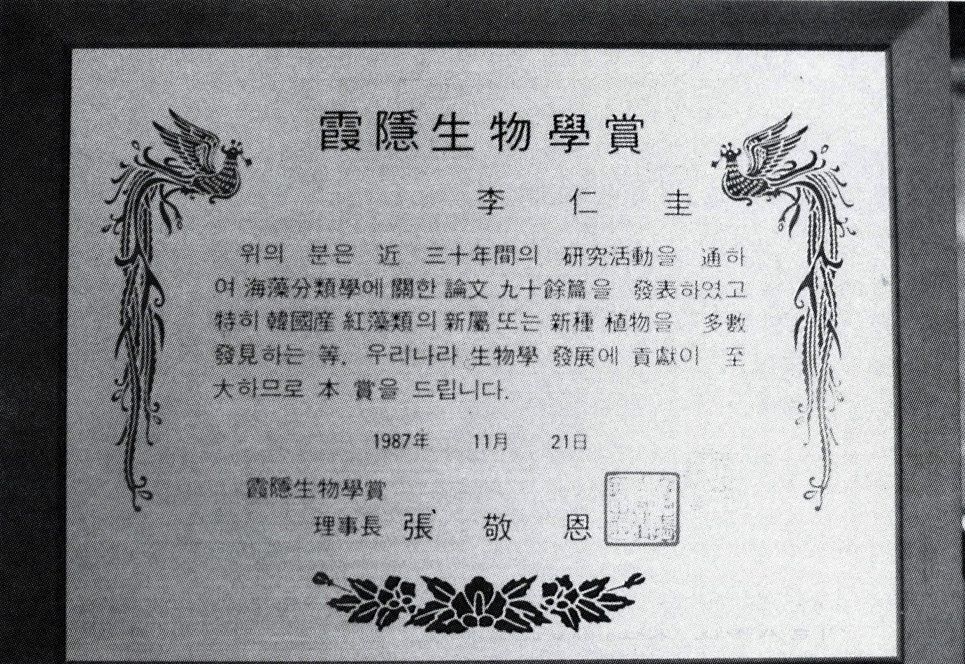 霞隱生物學賞
李 仁 圭
위의 분은 近 三十年間의 研究活動을 通하
여 海藻分類學에 關한 論文 九十餘篇을 發表하였고
特히 韓國産 紅藻類의 新屬 또는 新種 植物을 多數
發見하는 等. 우리나라 生物學 發展에 貢獻이 至
大하므로 本 賞을 드립니다.
1987年 11月 21日
霞隱生物學賞
理事長 張 敬 恩